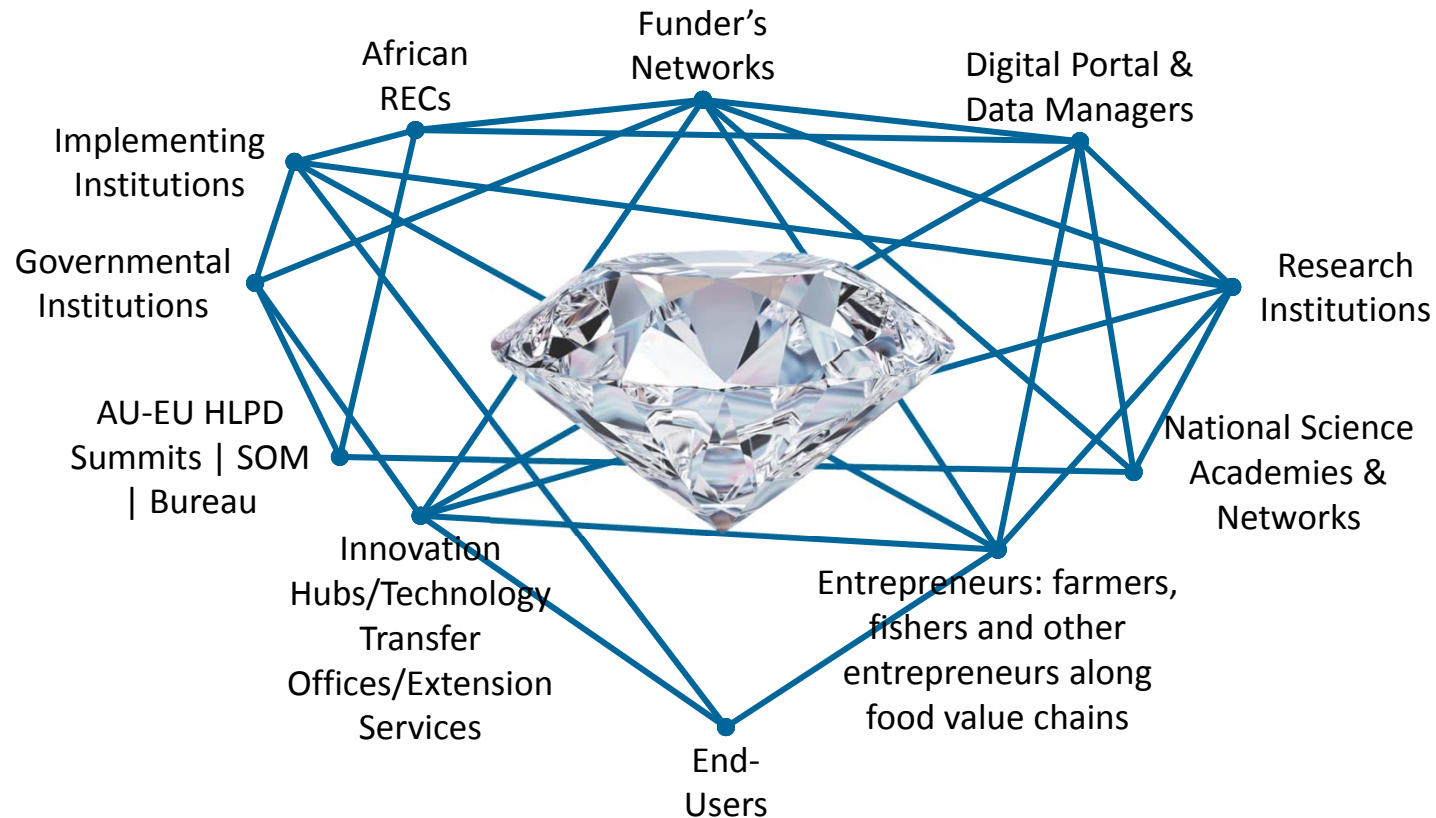 Funder’s
Networks
African
RECs
Digital Portal &
Data Managers
Implementing
Institutions
Governmental
Institutions
Research
Institutions
AU-EU HLPD
Summits | SOM
| Bureau
National Science
Academies &
Networks
Innovation
Hubs/Technology
Transfer
Offices/Extension
Services
Entrepreneurs: farmers,
fishers and other
entrepreneurs along
food value chains
End-
Users